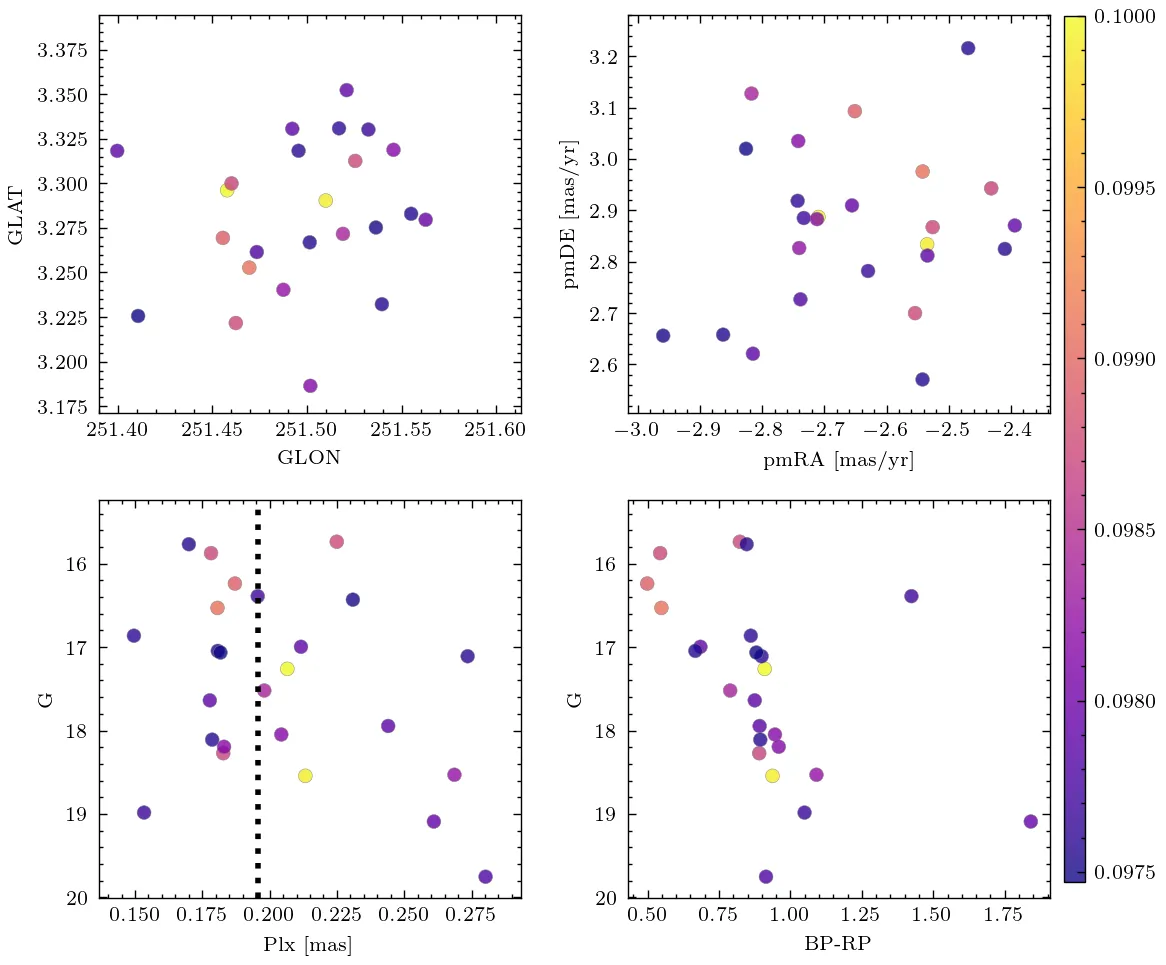 3.375
3.350
3.325
3.300
3.275
3.250
3.225
3.200
3.175
GLAT
251.40 251.45 251.50 251.55 251.60
GLON
3.2
3.1
3.0
2.9
2.8
2.7
2.6
pmDE [mas/yr]
−3.0 −2.9 −2.8 −2.7 −2.6 −2.5 −2.4
pmRA [mas/yr]
16
17
18
19
20
G
0.150 0.175 0.200 0.225 0.250 0.275
Plx [mas]
16
17
18
19
20
G
0.50 0.75 1.00 1.25 1.50 1.75
BP-RP
0.1000
0.0995
0.0990
0.0985
0.0980
0.0975